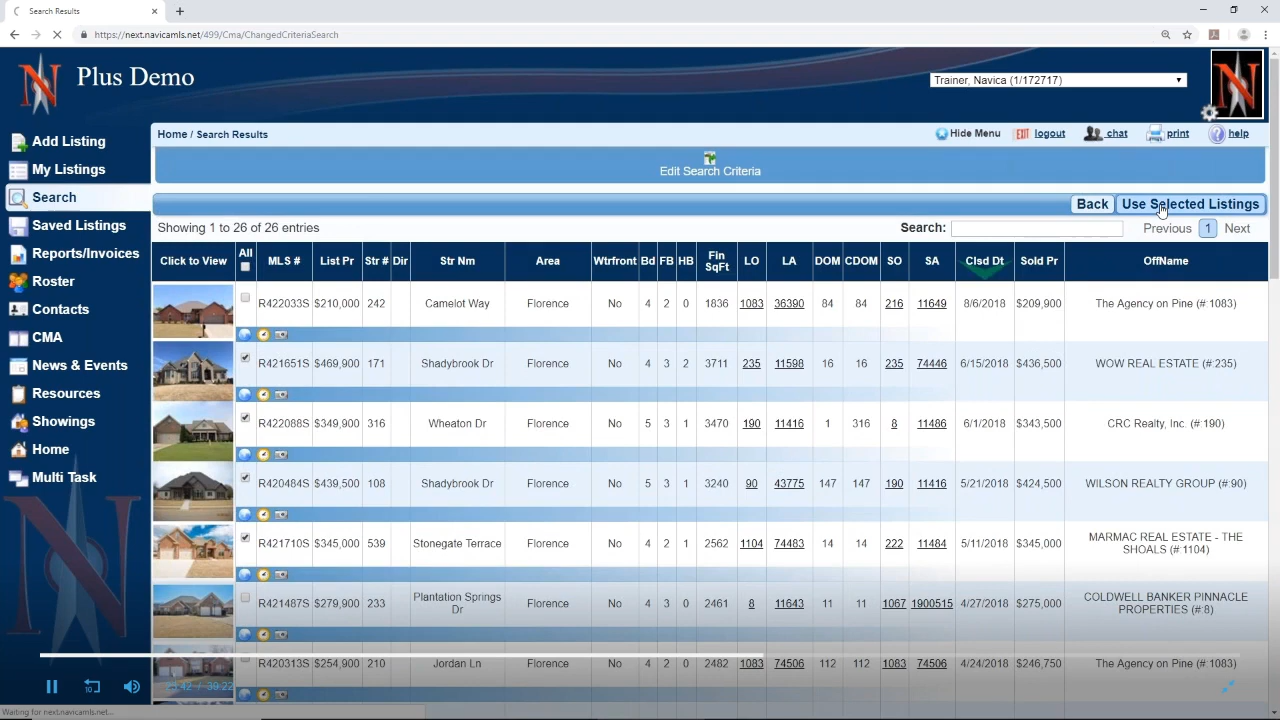 Search Results
https://next.navicamls.net/499/Cma/ChangedCriteriaSearch
Plus Demo
Trainer, Navica (1/172717)
Add Listing
My Listings
Search
Saved Listings
Reports/Invoices
Roster
Contacts
CMA
News & Events
Resources
Showings
Home
Multi Task
Home / Search Results
Hide Menu
EXIT logout
chat
print
help
Edit Search Criteria
Back Use Selected Listings
Showing 1 to 26 of 26 entries
Search:
Previous 1 Next
Click to View All MLS # List Pr Str # Dir Str Nm Area Wtrfront Bd FB HB Fin SqFt LO LA DOM CDOM SO SA Clsd Dt Sold Pr OffName
R422033S $210,000 242 Camelot Way Florence No 4 2 0 1836 1083 26390 84 84 216 11649 8/6/2018 $209,900 The Agency on Pine (#:1083)
R421651S $469,900 171 Shadybrook Dr Florence No 4 3 2 3711 235 11598 16 16 235 74446 6/15/2018 $436,500 WOW REAL ESTATE (#:235)
R422088S $349,900 316 Wheaton Dr Florence No 5 3 1 3470 190 11416 1 316 8 11486 6/1/2018 $343,500 CRC Realty, Inc. (#:190)
R420484S $439,500 108 Shadybrook Dr Florence No 5 3 1 3240 90 43775 147 147 190 11416 5/21/2018 $424,500 WILSON REALTY GROUP (#:90)
R421710S $345,000 539 Stonegate Terrace Florence No 4 2 1 2562 1104 74483 14 14 222 11484 5/11/2018 $345,000 MARMAC REAL ESTATE - THE SHOALS (#:1104)
R421487S $279,900 233 Plantation Springs Dr Florence No 4 3 0 2461 8 11643 11 11 1067 1900515 4/27/2018 $275,000 COLDWELL BANKER PINNACLE PROPERTIES (#:8)
R420313S $254,900 210 Jordan Ln Florence No 4 2 0 2482 1083 74506 112 112 1083 74506 4/24/2018 $246,750 The Agency on Pine (#:1083)
10
/ 39:22
Waiting for next.navicamls.net...